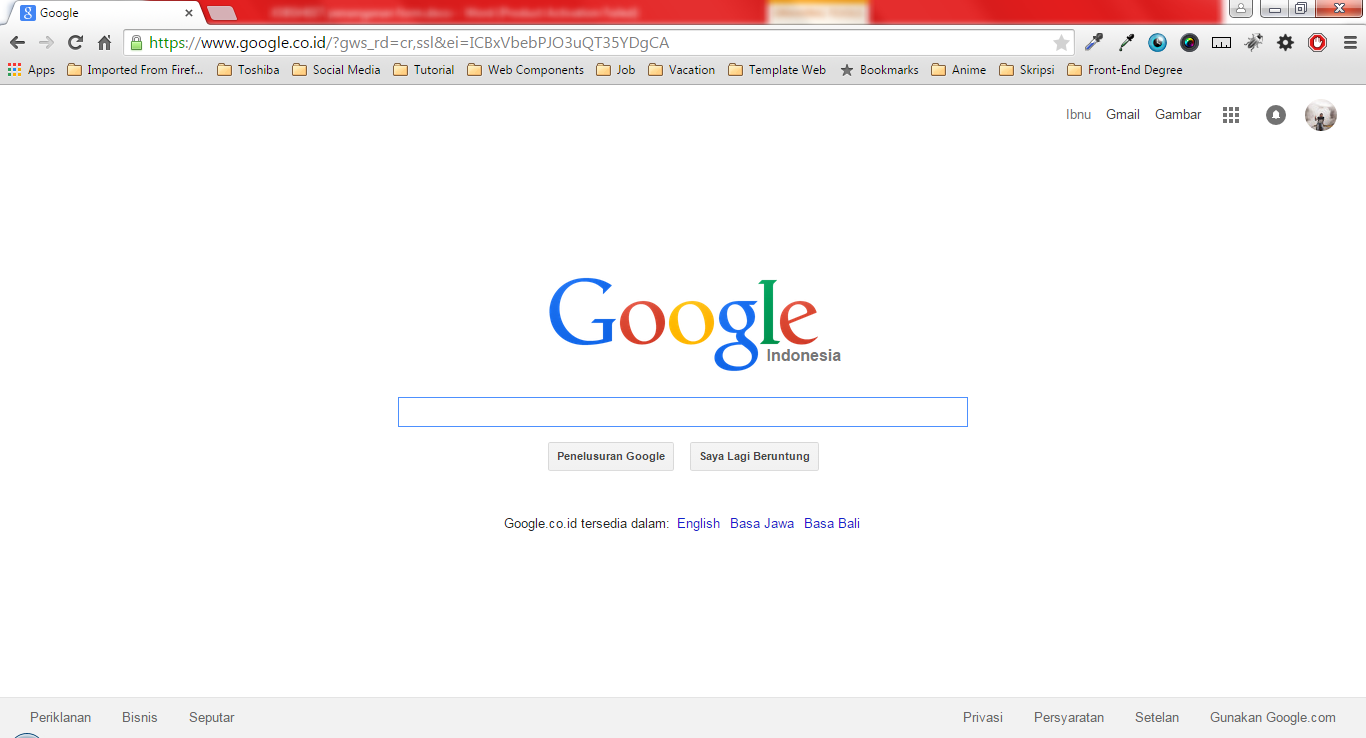 Google
https://www.google.co.id/?gws_rd=cr,ssl&ei=ICBxVbebPJO3uQT35YDgCA
Apps Imported From Firef... Toshiba Social Media Tutorial Web Components Job Vacation Template Web Bookmarks Anime Skripsi Front-End Degree
Ibnu Gmail Gambar
Google
Indonesia
Penelusuran Google Saya Lagi Beruntung
Google.co.id tersedia dalam: English Basa Jawa Basa Bali
Periklanan Bisnis Seputar Privasi Persyaratan Setelan Gunakan Google.com